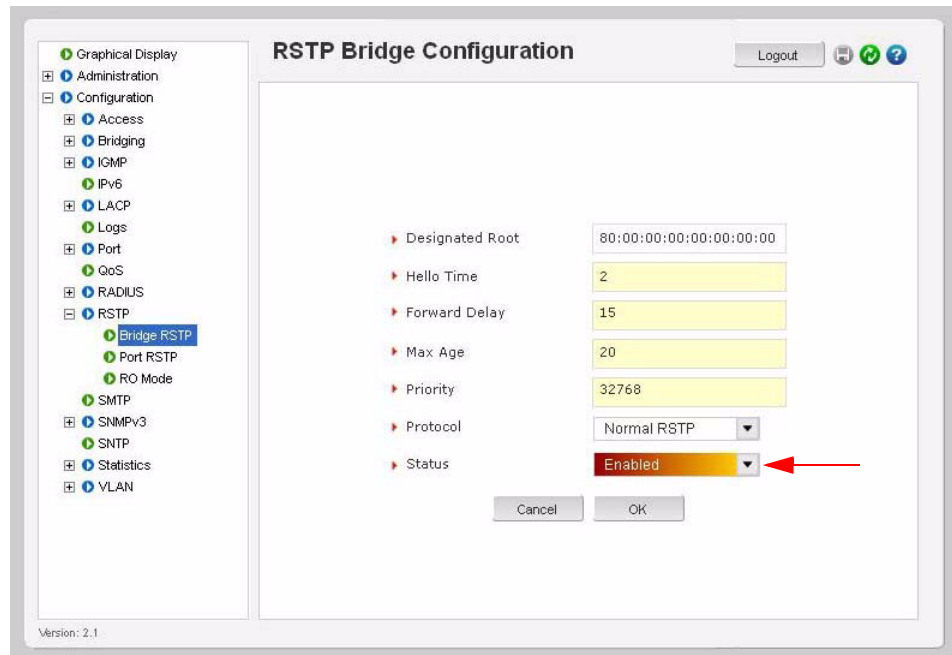 RSTP Bridge Configuration
Logout
Graphical Display
Administration
Configuration
Access
Bridging
IGMP
IPv6
LACP
Logs
Port
QoS
RADIUS
RSTP
Bridge RSTP
Port RSTP
RO Mode
SMTP
SNMPv3
SNTP
Statistics
VLAN
Designated Root 80:00:00:00:00:00:00:00
Hello Time 2
Forward Delay 15
Max Age 20
Priority 32768
Protocol Normal RSTP
Status Enabled
Cancel OK
Version: 2.1